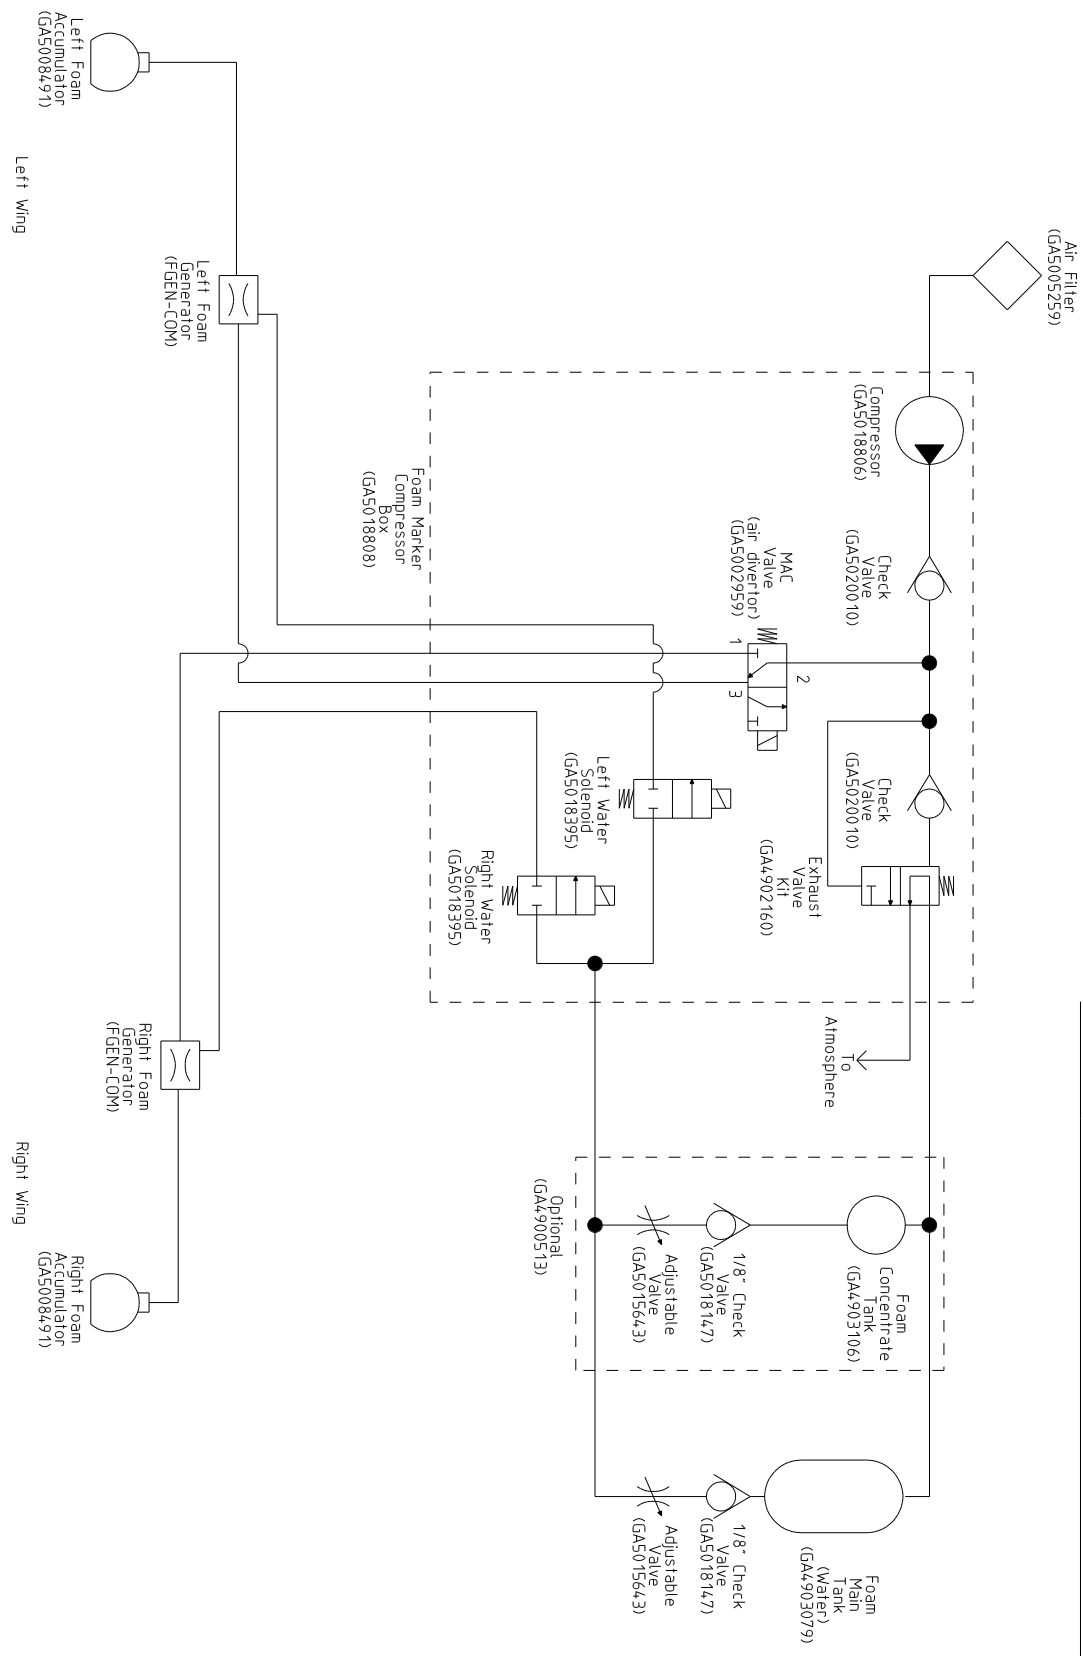 Air Filter
(GA5005259)
Compressor
(GA5018806)
Check
Valve
(GA5020010)
Check
Valve
(GA5020010)
Exhaust
Valve
Kit
(GA4902160)
MAC
Valve
(air divertor)
(GA5002959)
1
2
3
Left Water
Solenoid
(GA5018395)
Right Water
Solenoid
(GA5018395)
Foam Marker
Compressor
Box
(GA5018808)
To
Atmosphere
Foam
Concentrate
Tank
(GA4903106)
1/8" Check
Valve
(GA5018147)
Adjustable
Valve
(GA5015643)
Optional
(GA4900513)
Foam
Main
Tank
(Water)
(GA4903079)
1/8" Check
Valve
(GA5018147)
Adjustable
Valve
(GA5015643)
Left Foam
Generator
(FGEN-COM)
Right Foam
Generator
(FGEN-COM)
Left Foam
Accumulator
(GA5008491)
Right Foam
Accumulator
(GA5008491)
Left Wing
Right Wing